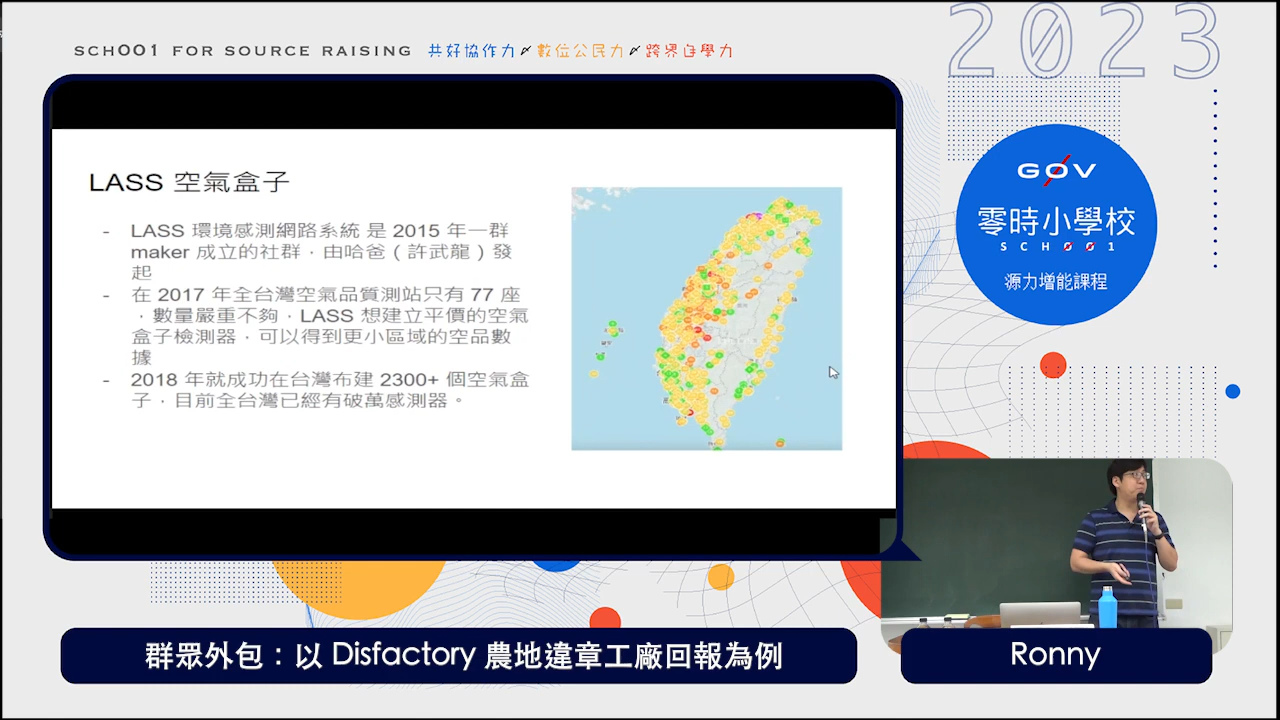 2023
SCHOO1 FOR SOURCE RAISING 共好協作力 數位公民力 跨界自學力
G0V
零時小學校
SCH001
源力增能課程
LASS 空氣盒子
- LASS 環境感測網路系統 是 2015 年一群
maker 成立的社群，由哈爸（許武龍）發
起
- 在 2017 年全台灣空氣品質測站只有 77 座
，數量嚴重不夠，LASS 想建立平價的空氣
盒子檢測器，可以得到更小區域的空品數
據
- 2018 年就成功在台灣布建 2300+ 個空氣盒
子，目前全台灣已經有破萬感測器。
群眾外包：以 Disfactory 農地違章工廠回報為例
Ronny